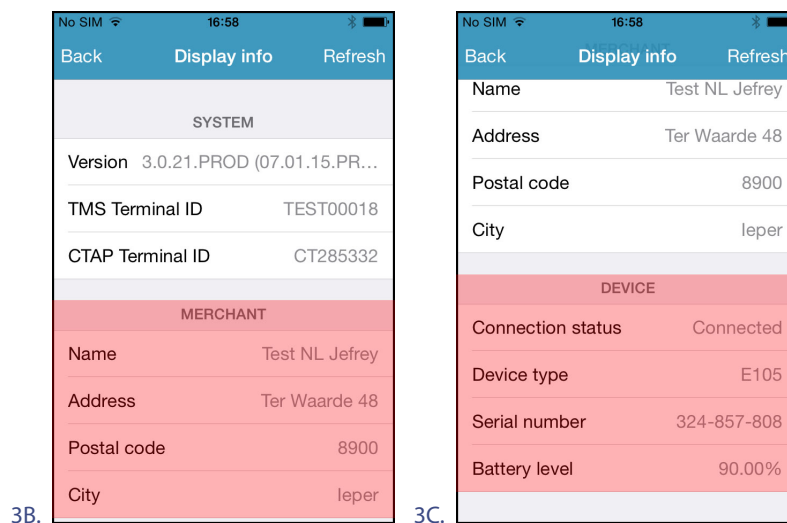 No SIM 16:58
Back Display info Refresh
SYSTEM
Version 3.0.21.PROD (07.01.15.PR...
TMS Terminal ID TEST00018
CTAP Terminal ID CT285332
MERCHANT
Name Test NL Jefrey
Address Ter Waarde 48
Postal code 8900
City Ieper
3B.
No SIM 16:58
MERCHANT
Back Display info Refresh
Name Test NL Jefrey
Address Ter Waarde 48
Postal code 8900
City Ieper
DEVICE
Connection status Connected
Device type E105
Serial number 324-857-808
Battery level 90.00%
3C.